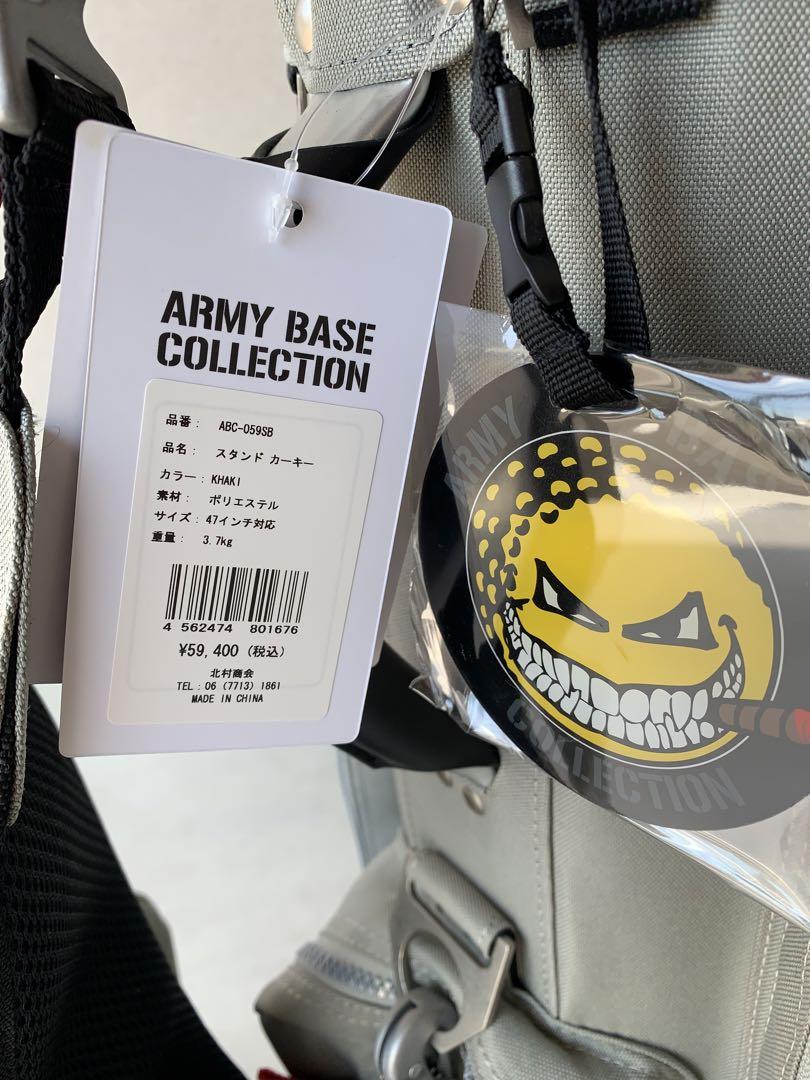 ARMY BASE
COLLECTION
品番： ABC-059SB
品名： スタンド カーキー
カラー：KHAKI
素材： ポリエステル
サイズ：47インチ対応
重量： 3.7kg
4 562474 801676
¥59,400（税込）
北村商会
TEL：06（7713）1861
MADE IN CHINA
ARMY BASE
COLLECTION